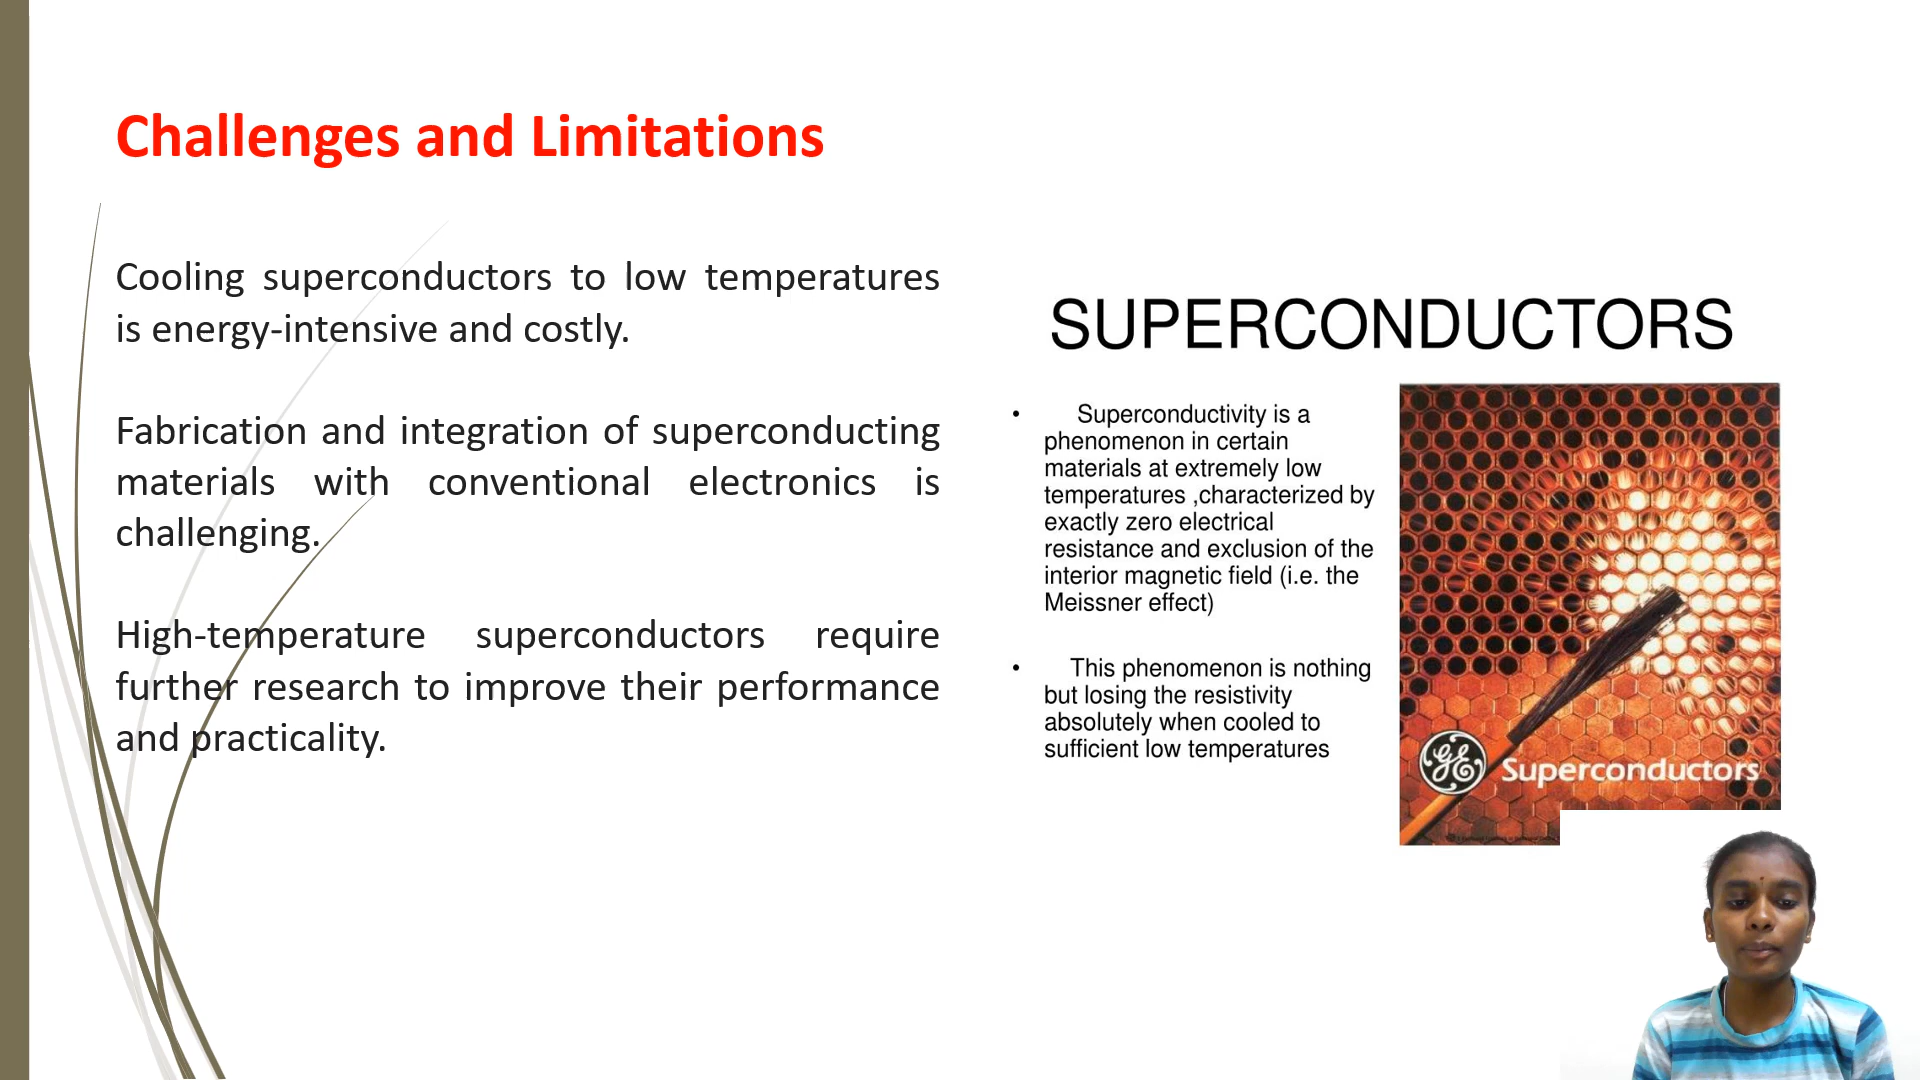 Challenges and Limitations
Cooling superconductors to low temperatures
is energy-intensive and costly.
Fabrication and integration of superconducting
materials with conventional electronics is
challenging.
High-temperature superconductors require
further research to improve their performance
and practicality.
SUPERCONDUCTORS
• Superconductivity is a
phenomenon in certain
materials at extremely low
temperatures ,characterized by
exactly zero electrical
resistance and exclusion of the
interior magnetic field (i.e. the
Meissner effect)
• This phenomenon is nothing
but losing the resistivity
absolutely when cooled to
sufficient low temperatures
GE
Superconductors